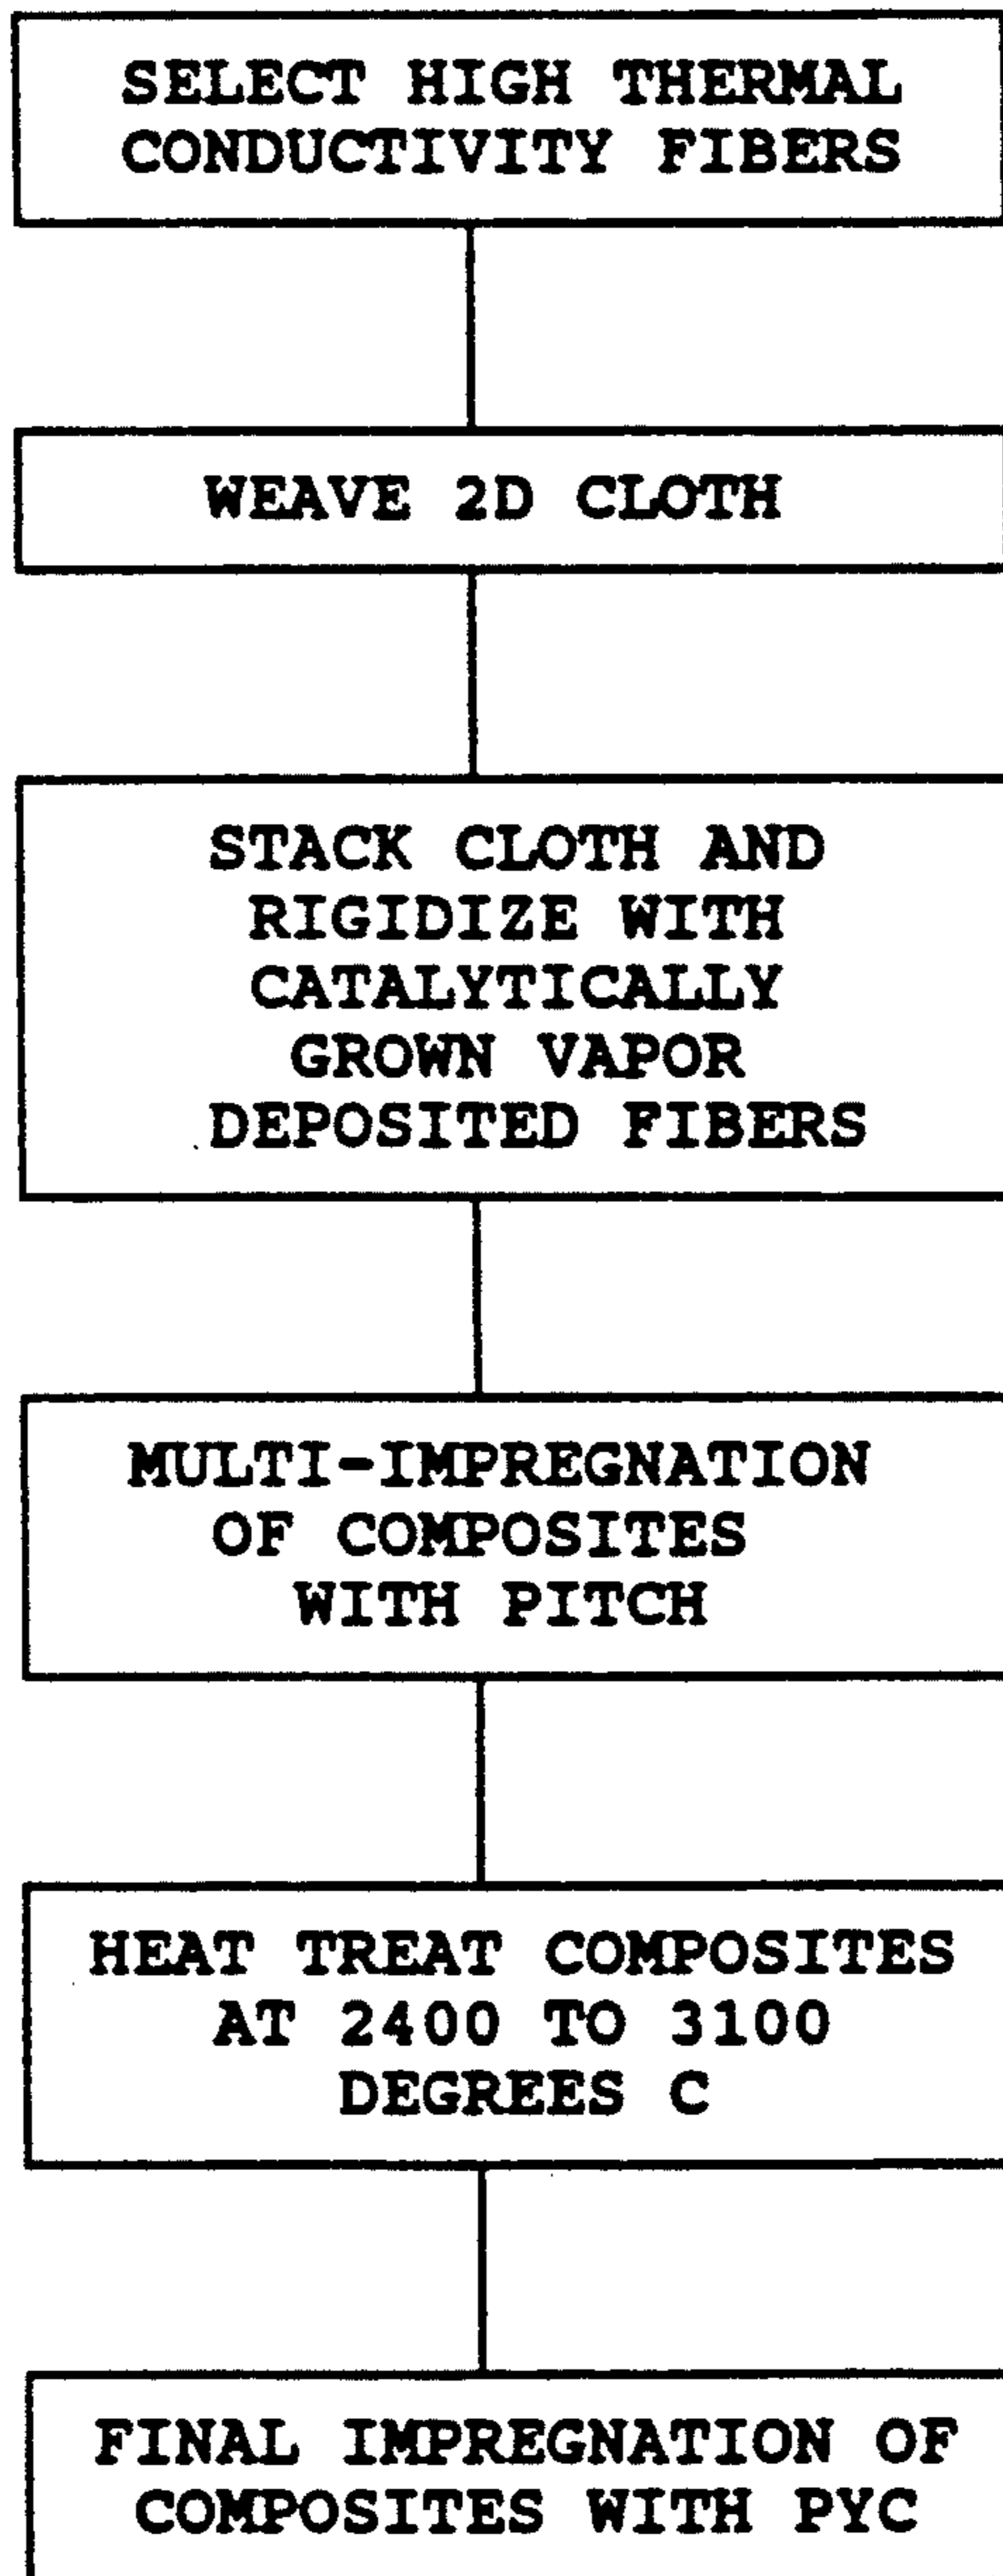 SELECT HIGH THERMAL
CONDUCTIVITY FIBERS
WEAVE 2D CLOTH
STACK CLOTH AND
RIGIDIZE WITH
CATALYTICALLY
GROWN VAPOR
DEPOSITED FIBERS
MULTI-IMPREGNATION
OF COMPOSITES
WITH PITCH
HEAT TREAT COMPOSITES
AT 2400 TO 3100
DEGREES C
FINAL IMPREGNATION OF
COMPOSITES WITH PYC